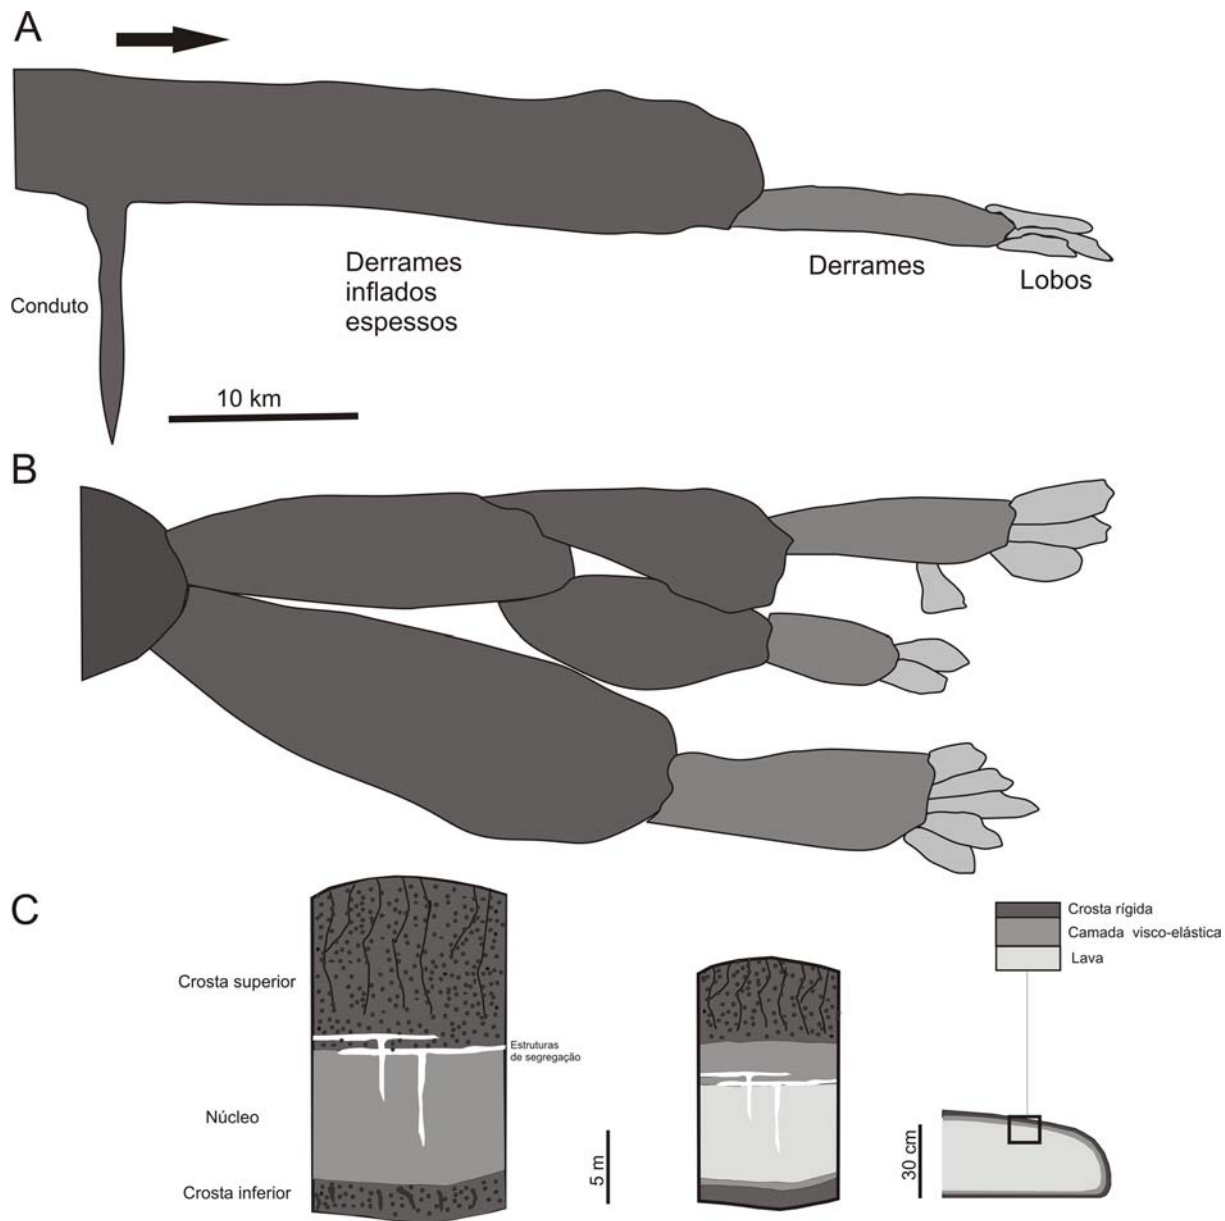 A
Conduto
Derrames
inflados
espessos
Derrames
Lobos
10 km
B
C
Crosta superior
Estruturas
de segregação
Núcleo
Crosta inferior
5 m
Crosta rígida
Camada visco-elástica
Lava
30 cm